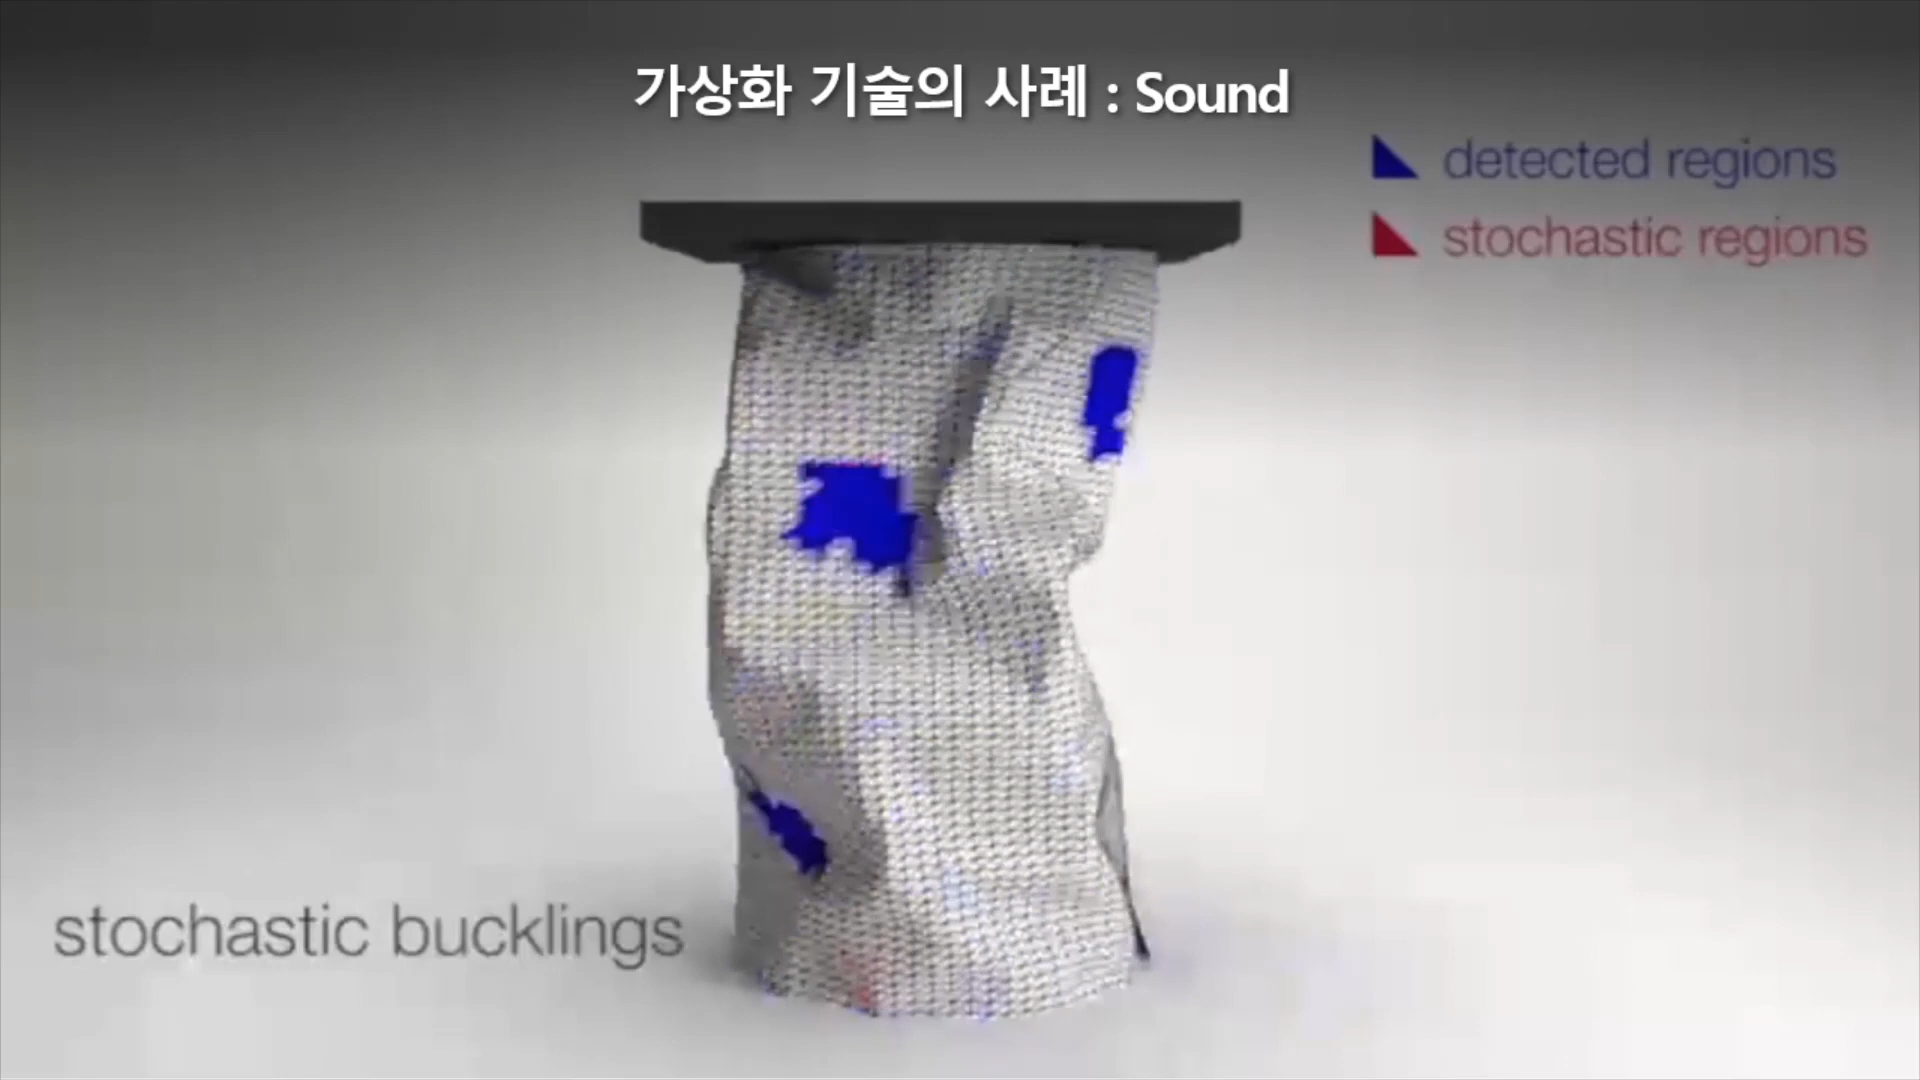 가상화 기술의 사례 : Sound
detected regions
stochastic regions
stochastic bucklings